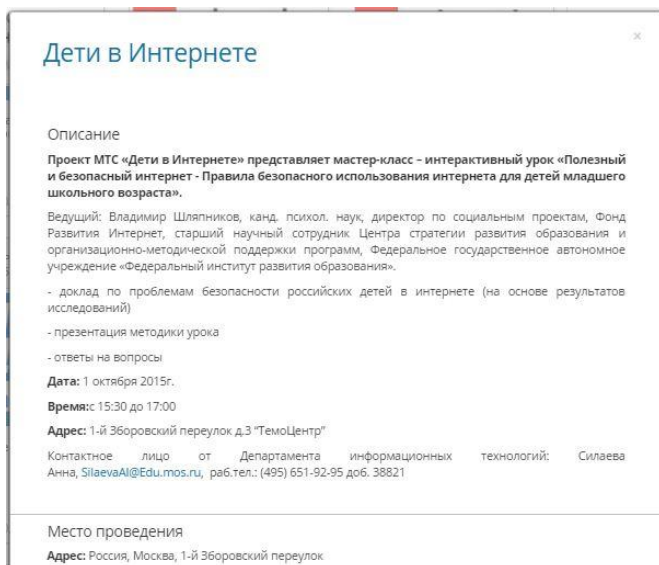 Дети в Интернете
×
Описание
Проект МТС «Дети в Интернете» представляет мастер-класс – интерактивный урок «Полезный
и безопасный интернет - Правила безопасного использования интернета для детей младшего
школьного возраста».
Ведущий: Владимир Шляпников, канд. психол. наук, директор по социальным проектам, Фонд
Развития Интернет, старший научный сотрудник Центра стратегии развития образования и
организационно-методической поддержки программ, Федеральное государственное автономное
учреждение «Федеральный институт развития образования».
- доклад по проблемам безопасности российских детей в интернете (на основе результатов
исследований)
- презентация методики урока
- ответы на вопросы
Дата: 1 октября 2015г.
Время:с 15:30 до 17:00
Адрес: 1-й Зборовский переулок д.3 "ТемоЦентр"
Контактное лицо от Департамента информационных технологий: Силаева
Анна, SilaevaAI@Edu.mos.ru, раб.тел.: (495) 651-92-95 доб. 38821
Место проведения
Адрес: Россия, Москва, 1-й Зборовский переулок